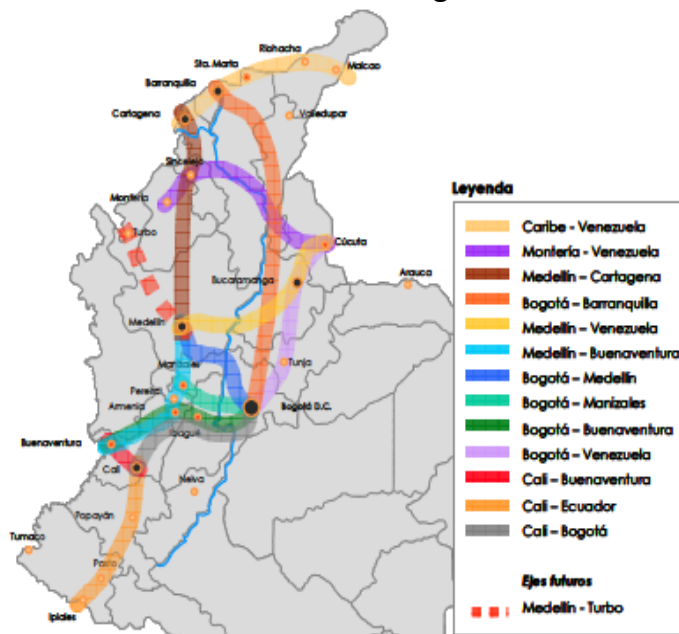 Riohacha
Sta. Marta
Maicao
Barranquilla
Cartagena
Valledupar
Sincelejo
Montería
Turbo
Cúcuta
Arauca
Bucaramanga
Medellín
Tunja
Manizales
Pereira
Armenia
Bogotá D.C.
Ibagué
Buenaventura
Cali
Neiva
Popayán
Tumaco
Pasto
Ipiales
Leyenda
Caribe - Venezuela
Montería - Venezuela
Medellín – Cartagena
Bogotá – Barranquilla
Medellín – Venezuela
Medellín – Buenaventura
Bogotá – Medellín
Bogotá – Manizales
Bogotá – Buenaventura
Bogotá – Venezuela
Cali – Buenaventura
Cali – Ecuador
Cali – Bogotá
Ejes futuros
Medellín - Turbo